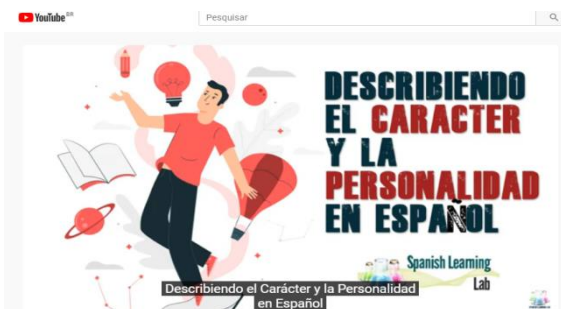 YouTube BR
Pesquisar
DESCRIBIENDO
EL CARACTER
Y LA
PERSONALIDAD
EN ESPAÑOL
Spanish Learning
Lab
Describiendo el Carácter y la Personalidad
en Español